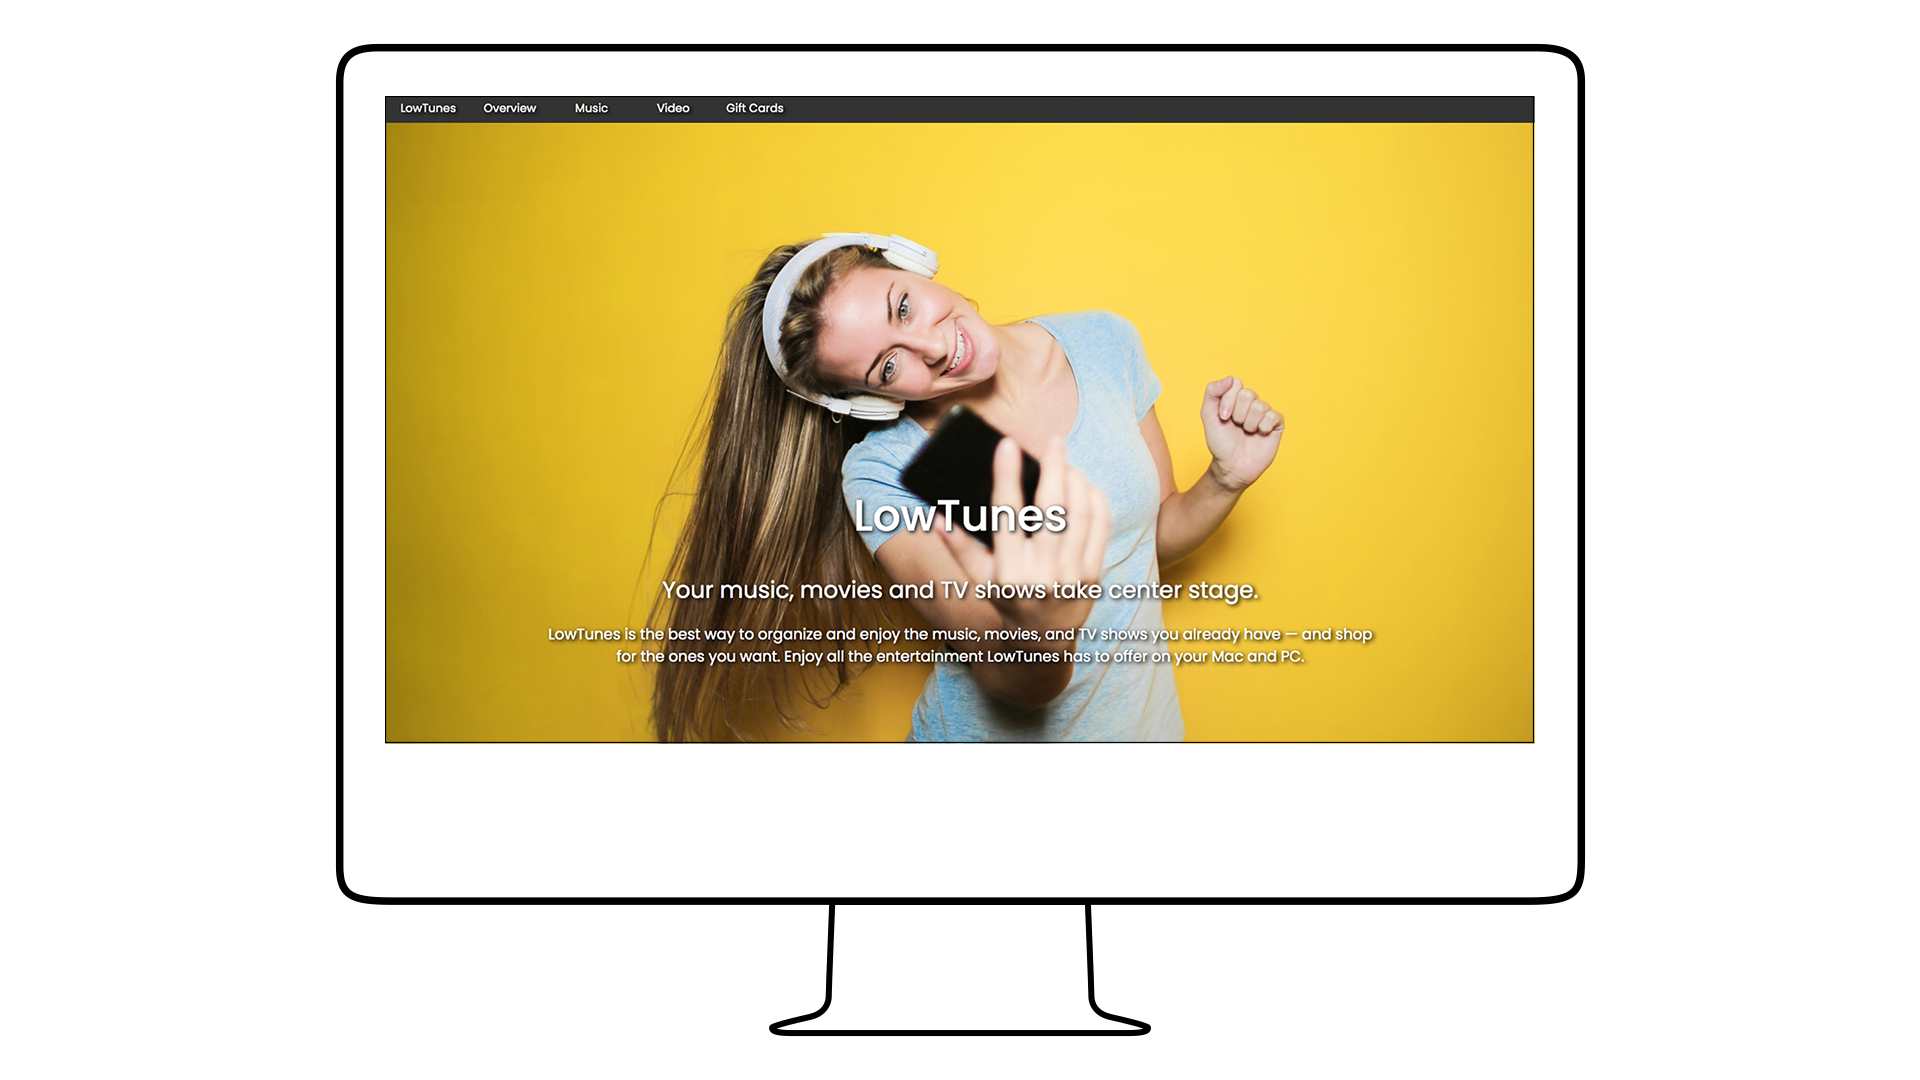 LowTunes Overview Music Video Gift Cards
LowTunes
Your music, movies and TV shows take center stage.
LowTunes is the best way to organize and enjoy the music, movies, and TV shows you already have — and shop
for the ones you want. Enjoy all the entertainment LowTunes has to offer on your Mac and PC.